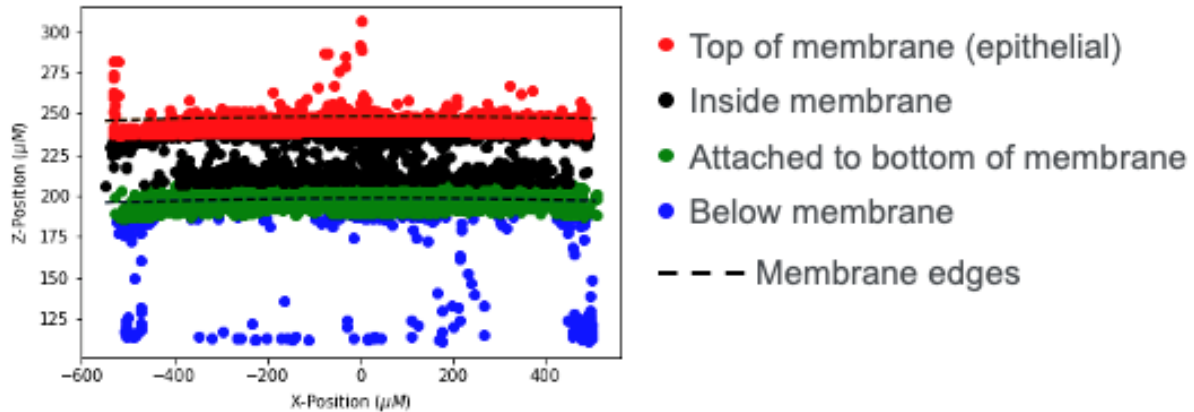 300
275
250
225
200
175
150
125
Z-Position (μM)
−600
−400
−200
0
200
400
X-Position (μM)
Top of membrane (epithelial)
Inside membrane
Attached to bottom of membrane
Below membrane
Membrane edges